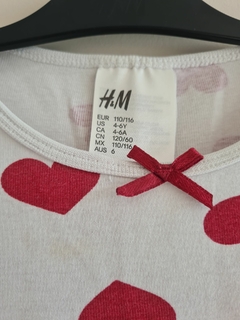 H&M
EUR 110/116
US 4-6Y
CA 4-6A
CN 120/60
MX 110/116
AUS 6